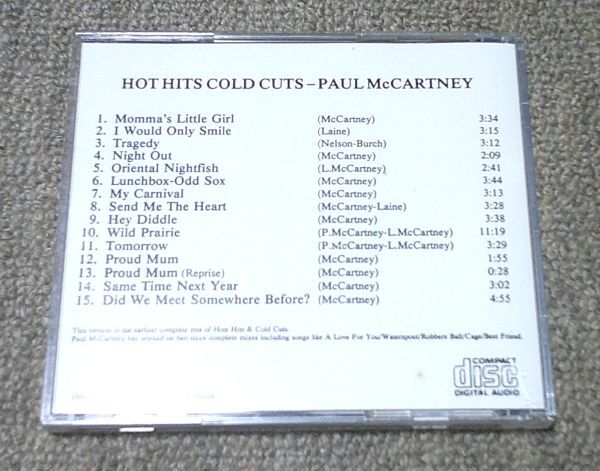 HOT HITS COLD CUTS – PAUL McCARTNEY
1. Momma's Little Girl (McCartney) 3:34
2. I Would Only Smile (Laine) 3:15
3. Tragedy (Nelson-Burch) 3:12
4. Night Out (McCartney) 2:09
5. Oriental Nightfish (L.McCartney) 2:41
6. Lunchbox-Odd Sox (McCartney) 3:44
7. My Carnival (McCartney) 3:13
8. Send Me The Heart (McCartney-Laine) 3:28
9. Hey Diddle (McCartney) 3:38
10. Wild Prairie (P.McCartney-L.McCartney) 11:19
11. Tomorrow (P.McCartney-L.McCartney) 3:29
12. Proud Mum (McCartney) 1:55
13. Proud Mum (Reprise) (McCartney) 0:28
14. Same Time Next Year (McCartney) 3:02
15. Did We Meet Somewhere Before? (McCartney) 4:55
This version is the earliest complete mix of Hots Hits & Cold Cuts.
Paul McCartney has worked on two more complete mixes including songs like A Love For You/Waterspout/Robbers Ball/Cage/Best Friend.
COMPACT
disc
DIGITAL AUDIO